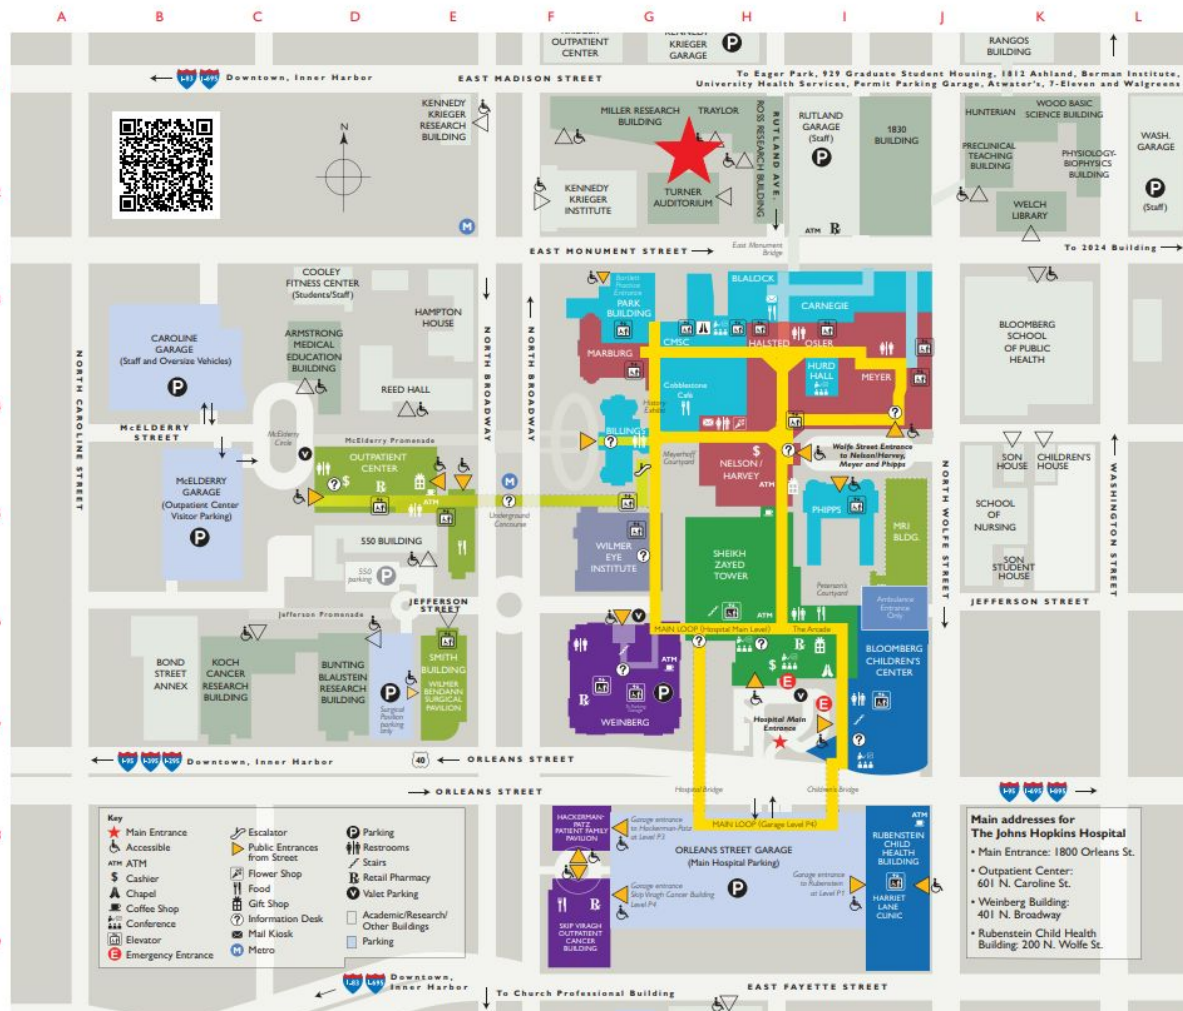 A B C D E F G H I J K L
OUTPATIENT
CENTER
KENNEDY
KRIEGER
GARAGE
P
RANGOS
BUILDING
I-83 I-695 Downtown, Inner Harbor
EAST MADISON STREET
To Eager Park, 929 Graduate Student Housing, 1812 Ashland, Berman Institute,
University Health Services, Permit Parking Garage, Atwater's, 7-Eleven and Walgreens
KENNEDY
KRIEGER
RESEARCH
BUILDING
MILLER RESEARCH
BUILDING
TRAYLOR
ROSS RESEARCH BUILDING
RUTLAND AVE.
RUTLAND
GARAGE
(Staff)
P
1830
BUILDING
HUNTERIAN
WOOD BASIC
SCIENCE BUILDING
PRECLINICAL
TEACHING
BUILDING
PHYSIOLOGY-
BIOPHYSICS
BUILDING
WASH.
GARAGE
P
(Staff)
N
KENNEDY
KRIEGER
INSTITUTE
TURNER
AUDITORIUM
WELCH
LIBRARY
M
ATM
EAST MONUMENT STREET
East Monument
Bridge
To 2024 Building
COOLEY
FITNESS CENTER
(Students/Staff)
HAMPTON
HOUSE
CAROLINE
GARAGE
(Staff and Oversize Vehicles)
P
ARMSTRONG
MEDICAL
EDUCATION
BUILDING
REED HALL
NORTH CAROLINE STREET
NORTH BROADWAY
NORTH BROADWAY
Bartlett
Practice
Entrance
PARK
BUILDING
BLALOCK
CARNEGIE
MARBURG
CMSC
HALSTED
OSLER
HURD
HALL
MEYER
Cobblestone
Café
History
Exhibit
BLOOMBERG
SCHOOL
OF PUBLIC
HEALTH
McELDERRY
STREET
McElderry
Circle
V
McElderry Promenade
BILLINGS
Meyerhoff
Courtyard
NELSON/
HARVEY
ATM
Wolfe Street Entrance
to Nelson/Harvey,
Meyer and Phipps
SON
HOUSE
CHILDREN'S
HOUSE
McELDERRY
GARAGE
(Outpatient Center
Visitor Parking)
P
OUTPATIENT
CENTER
ATM
M
Underground
Concourse
PHIPPS
MRI
BLDG.
NORTH WOLFE STREET
SCHOOL
OF
NURSING
SON
STUDENT
HOUSE
WASHINGTON STREET
550 BUILDING
550
parking
P
WILMER
EYE
INSTITUTE
SHEIKH
ZAYED
TOWER
ATM
Peterson's
Courtyard
Ambulance
Entrance
Only
JEFFERSON
STREET
JEFFERSON STREET
Jefferson Promenade
MAIN LOOP (Hospital Main Level)
The Arcade
BOND
STREET
ANNEX
KOCH
CANCER
RESEARCH
BUILDING
BUNTING
BLAUSTEIN
RESEARCH
BUILDING
P
Surgical
Pavilion
parking
only
SMITH
BUILDING
WILMER
BENDANN
SURGICAL
PAVILION
ATM
P
WEINBERG
E
V
E
Hospital Main
Entrance
BLOOMBERG
CHILDREN'S
CENTER
Downtown, Inner Harbor
40
ORLEANS STREET
ORLEANS STREET
Hospital Bridge
Children's Bridge
MAIN LOOP (Garage Level P4)
Key
Main Entrance
Accessible
ATM ATM
$ Cashier
Chapel
Coffee Shop
Conference
Elevator
E Emergency Entrance
Escalator
Public Entrances
from Street
Flower Shop
Food
Gift Shop
? Information Desk
Mail Kiosk
M Metro
P Parking
Restrooms
Stairs
Retail Pharmacy
V Valet Parking
Academic/Research/
Other Buildings
Parking
HACKERMAN-
PATZ
PATIENT FAMILY
PAVILION
Garage entrance
to Hackerman-Patz
at Level P3
ORLEANS STREET GARAGE
(Main Hospital Parking)
P
Garage entrance
Skip Viragh Cancer Building
Level P4
SKIP VIRAGH
OUTPATIENT
CANCER
BUILDING
Garage entrance
to Rubenstein
at Level P1
ATM
RUBENSTEIN
CHILD
HEALTH
BUILDING
HARRIET
LANE
CLINIC
Main addresses for
The Johns Hopkins Hospital
• Main Entrance: 1800 Orleans St.
• Outpatient Center:
601 N. Caroline St.
• Weinberg Building:
401 N. Broadway
• Rubenstein Child Health
Building: 200 N. Wolfe St.
I-83 I-695 Downtown,
Inner Harbor
To Church Professional Building
EAST FAYETTE STREET